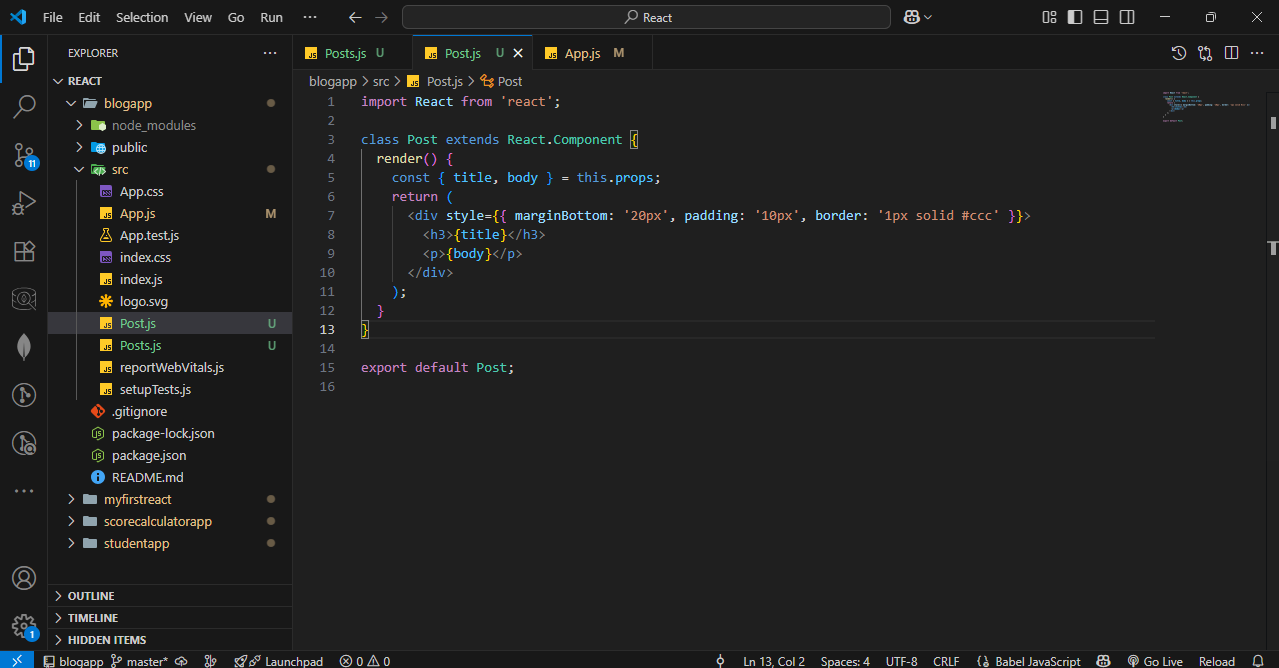 File Edit Selection View Go Run ··· React
EXPLORER ···
Posts.js U
Post.js U
App.js M
REACT
blogapp > src > JS Post.js > Post
blogapp
node_modules
public
src
App.css
App.js M
App.test.js
index.css
index.js
logo.svg
Post.js U
Posts.js U
reportWebVitals.js
setupTests.js
.gitignore
package-lock.json
package.json
README.md
myfirstreact
scorecalculatorapp
studentapp
OUTLINE
TIMELINE
HIDDEN ITEMS
11
1
1 import React from 'react';
2
3 class Post extends React.Component {
4 render() {
5 const { title, body } = this.props;
6 return (
7 <div style={{ marginBottom: '20px', padding: '10px', border: '1px solid #ccc' }}>
8 <h3>{title}</h3>
9 <p>{body}</p>
10 </div>
11 );
12 }
13 }
14
15 export default Post;
16
blogapp master* Launchpad 0 0 Ln 13, Col 2 Spaces: 4 UTF-8 CRLF {} Babel JavaScript Go Live Reload